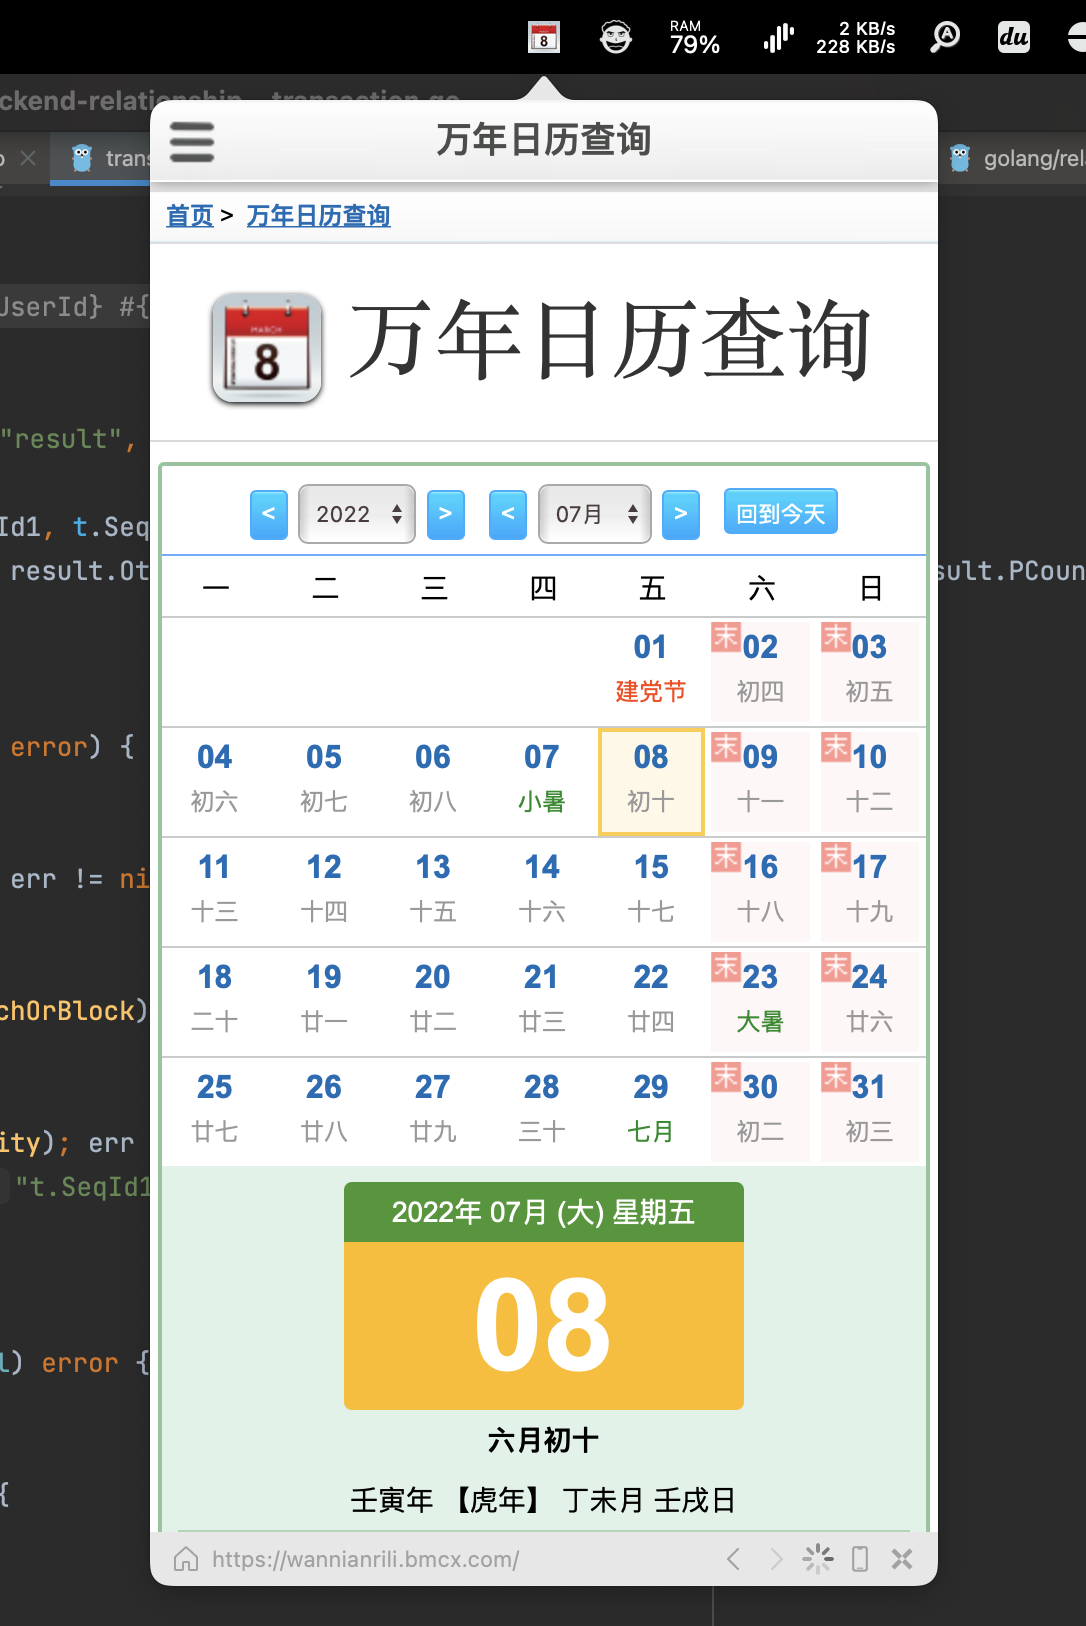 RAM
79%
2 KB/s
228 KB/s
du
8
ckend-relationship – transaction.go
trans
golang/rela
万年日历查询
首页 > 万年日历查询
MARCH
8
万年日历查询
UserId} #{
"result",
Id1, t.Seq
result.Ot
sult.PCoun
error) {
err != ni
chOrBlock)
ity); err
"t.SeqId1
l) error {
{
< 2022 > < 07月 > 回到今天
一 二 三 四 五 六 日
01 末 02 末 03
建党节 初四 初五
04 05 06 07 08 末 09 末 10
初六 初七 初八 小暑 初十 十一 十二
11 12 13 14 15 末 16 末 17
十三 十四 十五 十六 十七 十八 十九
18 19 20 21 22 末 23 末 24
二十 廿一 廿二 廿三 廿四 大暑 廿六
25 26 27 28 29 末 30 末 31
廿七 廿八 廿九 三十 七月 初二 初三
2022年 07月 (大) 星期五
08
六月初十
壬寅年 【虎年】 丁未月 壬戌日
https://wannianrili.bmcx.com/